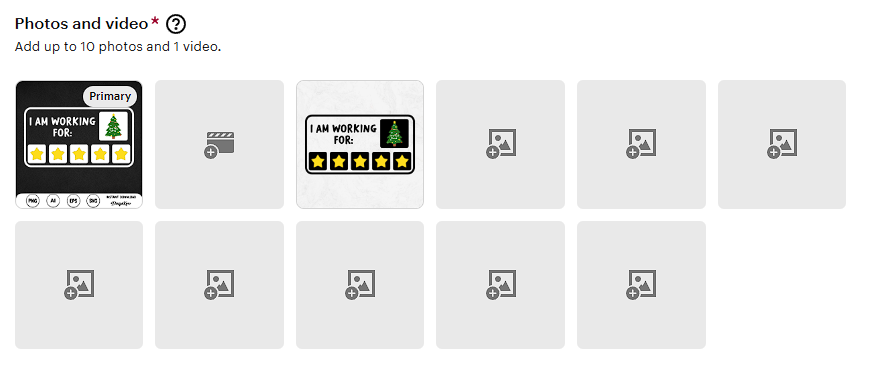 Photos and video*
?
Add up to 10 photos and 1 video.
Primary
I AM WORKING
FOR:
PNG AI EPS SVG INSTANT DOWNLOAD
I AM WORKING
FOR: